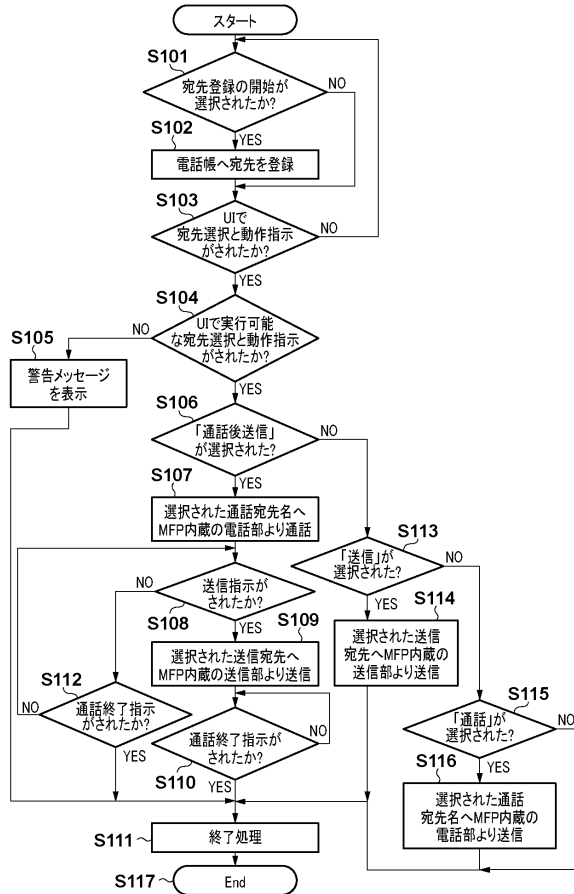 スタート
S101
宛先登録の開始が
選択されたか?
NO
YES
S102
電話帳へ宛先を登録
S103
UIで
宛先選択と動作指示
がされたか?
NO
YES
S104
UIで実行可能
な宛先選択と動作指示
がされたか?
NO
YES
S105
警告メッセージ
を表示
S106
「通話後送信」
が選択された?
NO
YES
S107
選択された通話宛先名へ
MFP内蔵の電話部より通話
S108
送信指示が
されたか?
NO
YES
S109
選択された送信宛先へ
MFP内蔵の送信部より送信
S112
通話終了指示
がされたか?
NO
YES
通話終了指示が
されたか?
NO
S110
YES
S113
「送信」が
選択された?
NO
YES
S114
選択された送信
宛先へMFP内蔵の
送信部より送信
S115
「通話」が
選択された?
NO
YES
S116
選択された通話
宛先名へMFP内蔵の
電話部より送信
S111
終了処理
S117
End